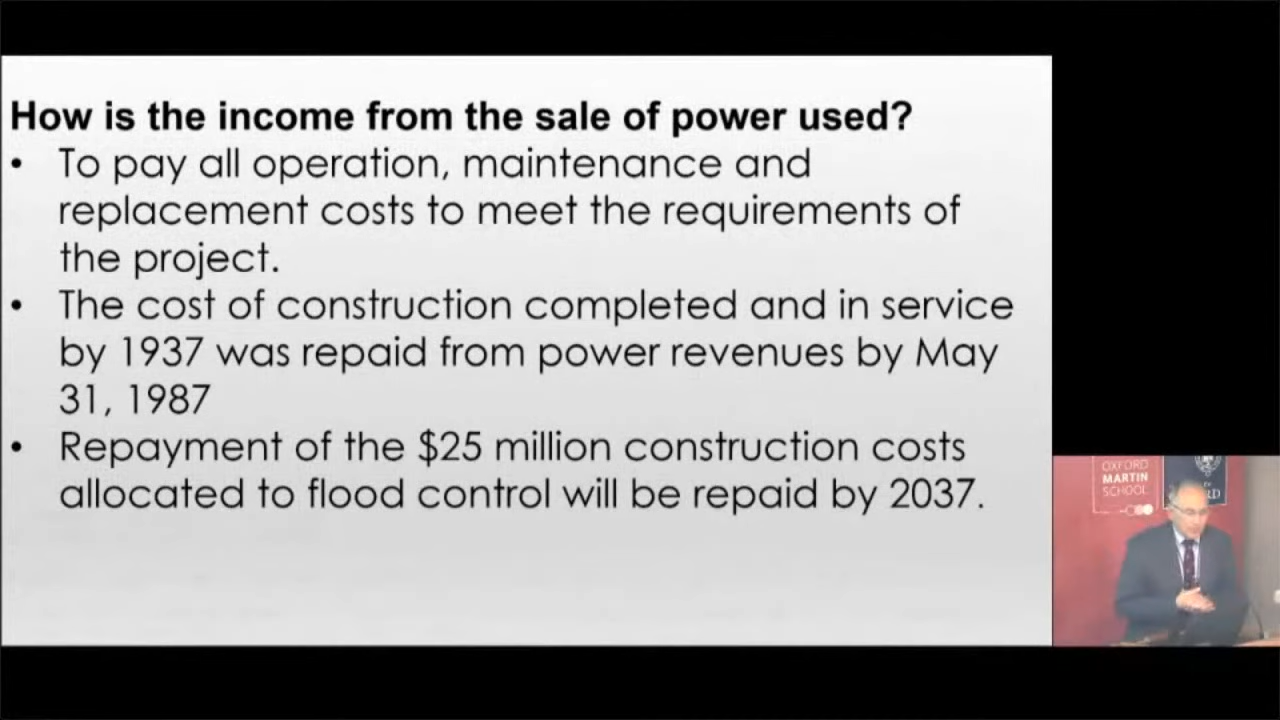 How is the income from the sale of power used?
• To pay all operation, maintenance and
replacement costs to meet the requirements of
the project.
• The cost of construction completed and in service
by 1937 was repaid from power revenues by May
31, 1987
• Repayment of the $25 million construction costs
allocated to flood control will be repaid by 2037.
OXFORD
MARTIN
SCHOOL